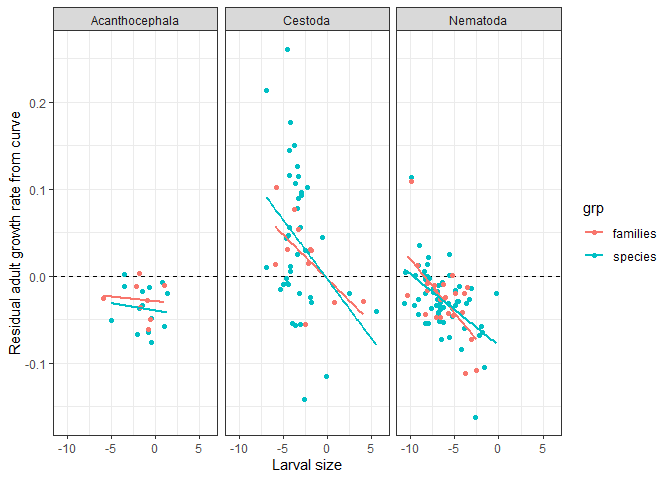 Acanthocephala Cestoda Nematoda
Residual adult growth rate from curve
0.2
0.1
0.0
-0.1
-10 -5 0 5 -10 -5 0 5 -10 -5 0 5
Larval size
grp
families
species